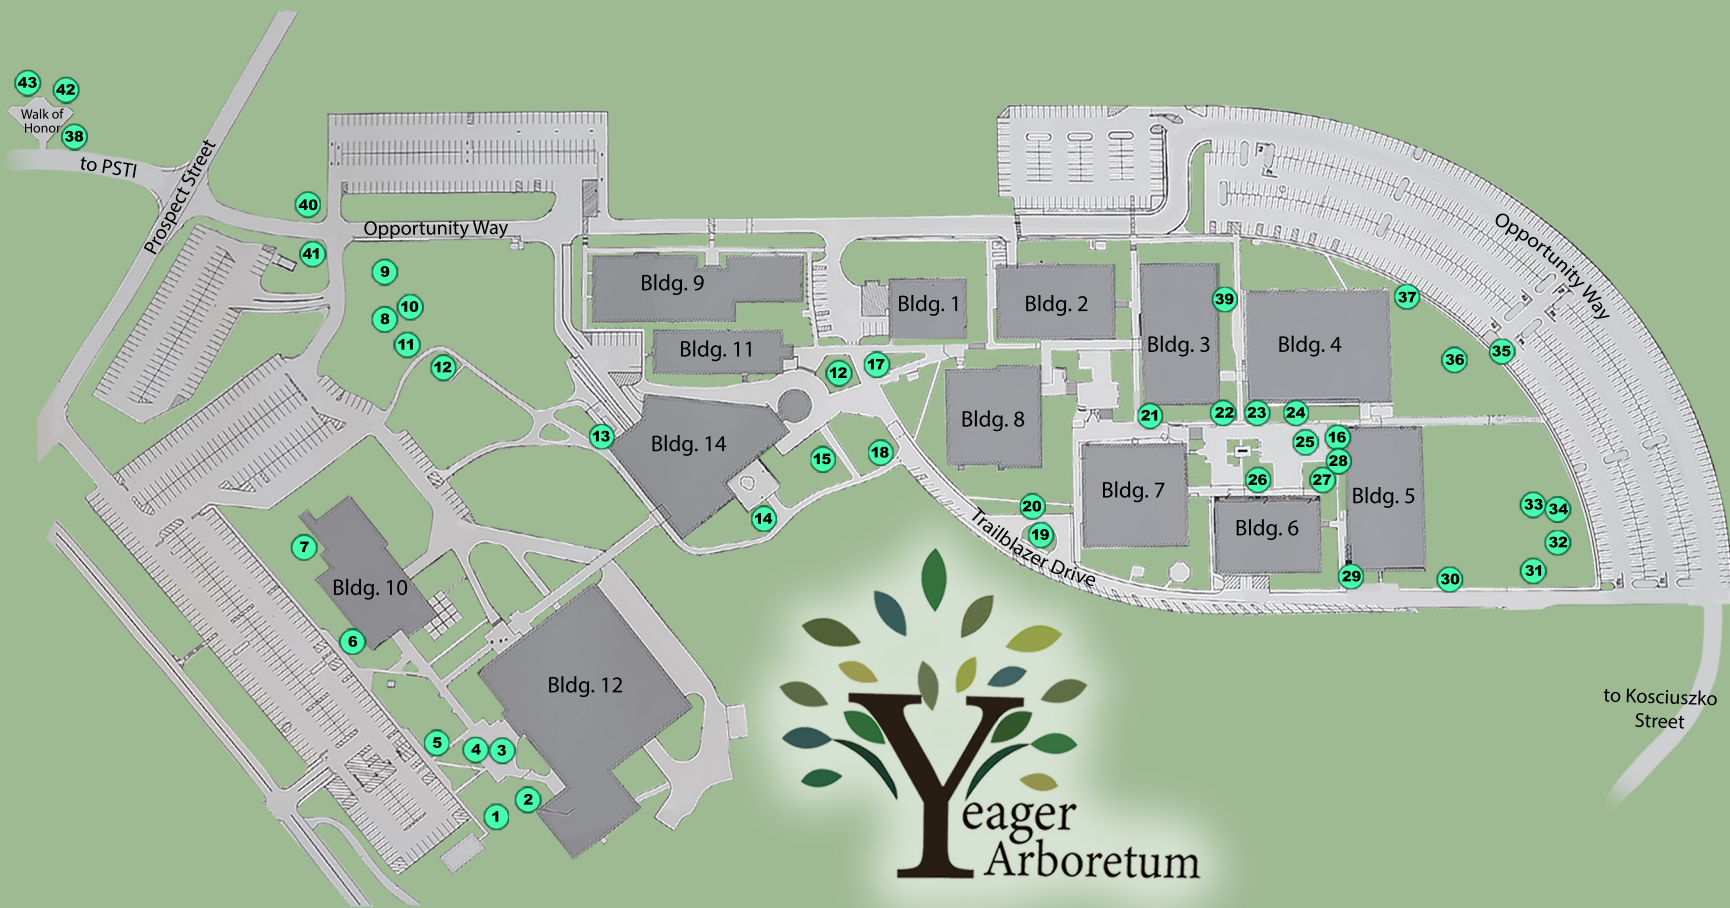 43
42
Walk of
Honor
38
to PSTI
Prospect Street
40
Opportunity Way
41
9
10
8
11
12
Bldg. 9
Bldg. 11
Bldg. 1
Bldg. 2
Bldg. 3
39
Bldg. 4
37
Opportunity Way
36
35
12
17
13
Bldg. 14
15
18
14
Bldg. 8
21
22
23
24
25
16
28
26
27
Bldg. 7
Bldg. 6
Bldg. 5
20
19
Trailblazer Drive
29
30
33
34
32
31
7
Bldg. 10
6
Bldg. 12
5
4
3
2
1
to Kosciuszko
Street
Yeager
Arboretum